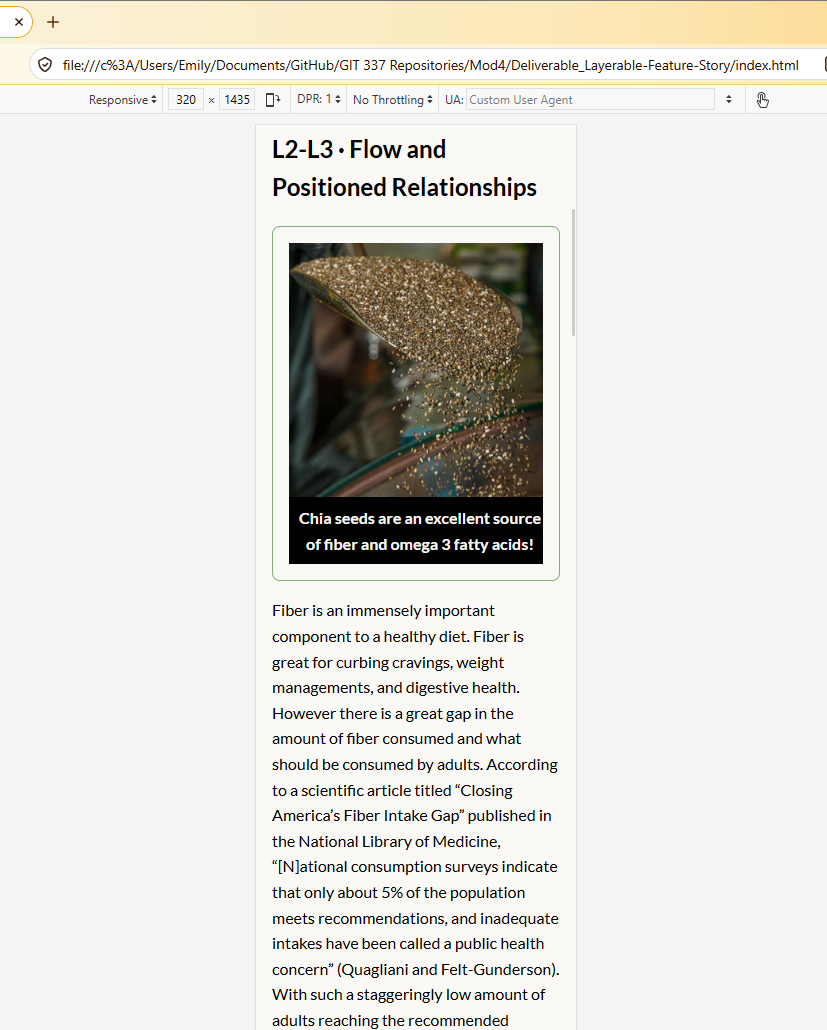 file:///c%3A/Users/Emily/Documents/GitHub/GIT 337 Repositories/Mod4/Deliverable_Layerable-Feature-Story/index.html
Responsive 320 × 1435 DPR: 1 No Throttling UA: Custom User Agent
L2-L3 · Flow and
Positioned Relationships
Chia seeds are an excellent source
of fiber and omega 3 fatty acids!
Fiber is an immensely important
component to a healthy diet. Fiber is
great for curbing cravings, weight
managements, and digestive health.
However there is a great gap in the
amount of fiber consumed and what
should be consumed by adults. According
to a scientific article titled “Closing
America’s Fiber Intake Gap” published in
the National Library of Medicine,
“[N]ational consumption surveys indicate
that only about 5% of the population
meets recommendations, and inadequate
intakes have been called a public health
concern” (Quagliani and Felt-Gunderson).
With such a staggeringly low amount of
adults reaching the recommended